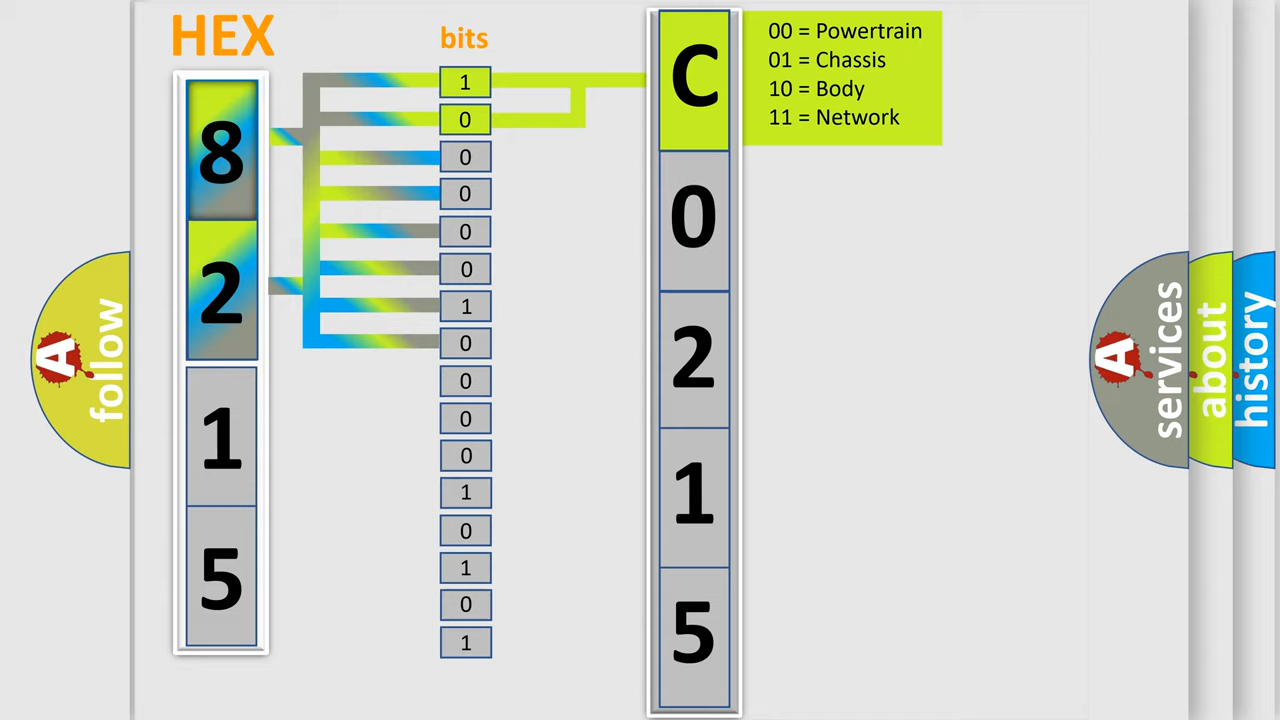 HEX
bits
8
2
1
5
1
0
0
0
0
0
1
0
0
0
0
1
0
1
0
1
C
0
2
1
5
00 = Powertrain
01 = Chassis
10 = Body
11 = Network
A
follow
A
services
about
history